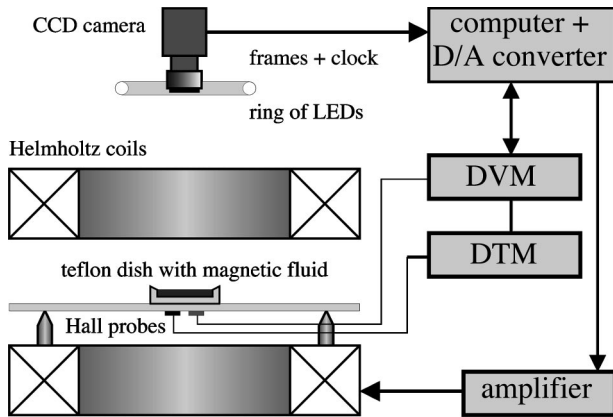 CCD camera
frames + clock
ring of LEDs
computer +
D/A converter
Helmholtz coils
DVM
DTM
teflon dish with magnetic fluid
Hall probes
amplifier